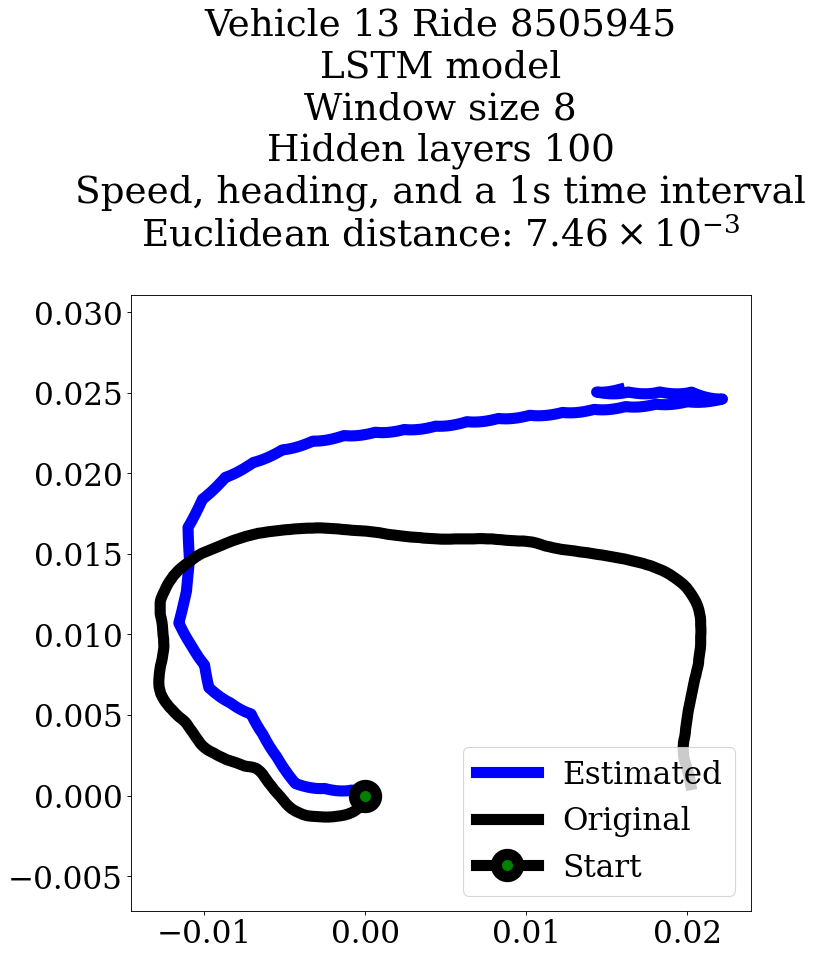 Vehicle 13 Ride 8505945
LSTM model
Window size 8
Hidden layers 100
Speed, heading, and a 1s time interval
Euclidean distance: 7.46 × 10⁻³
0.030
0.025
0.020
0.015
0.010
0.005
0.000
−0.005
Estimated
Original
Start
−0.01 0.00 0.01 0.02